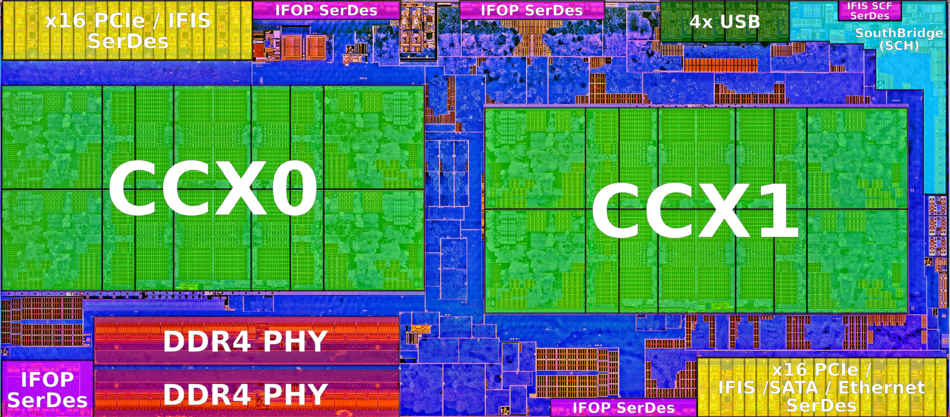 x16 PCIe / IFIS
SerDes
IFOP SerDes
IFOP SerDes
4x USB
IFIS SCF
SerDes
SouthBridge
(SCH)
CCX0
CCX1
DDR4 PHY
DDR4 PHY
IFOP
SerDes
IFOP SerDes
x16 PCIe /
IFIS /SATA / Ethernet
SerDes